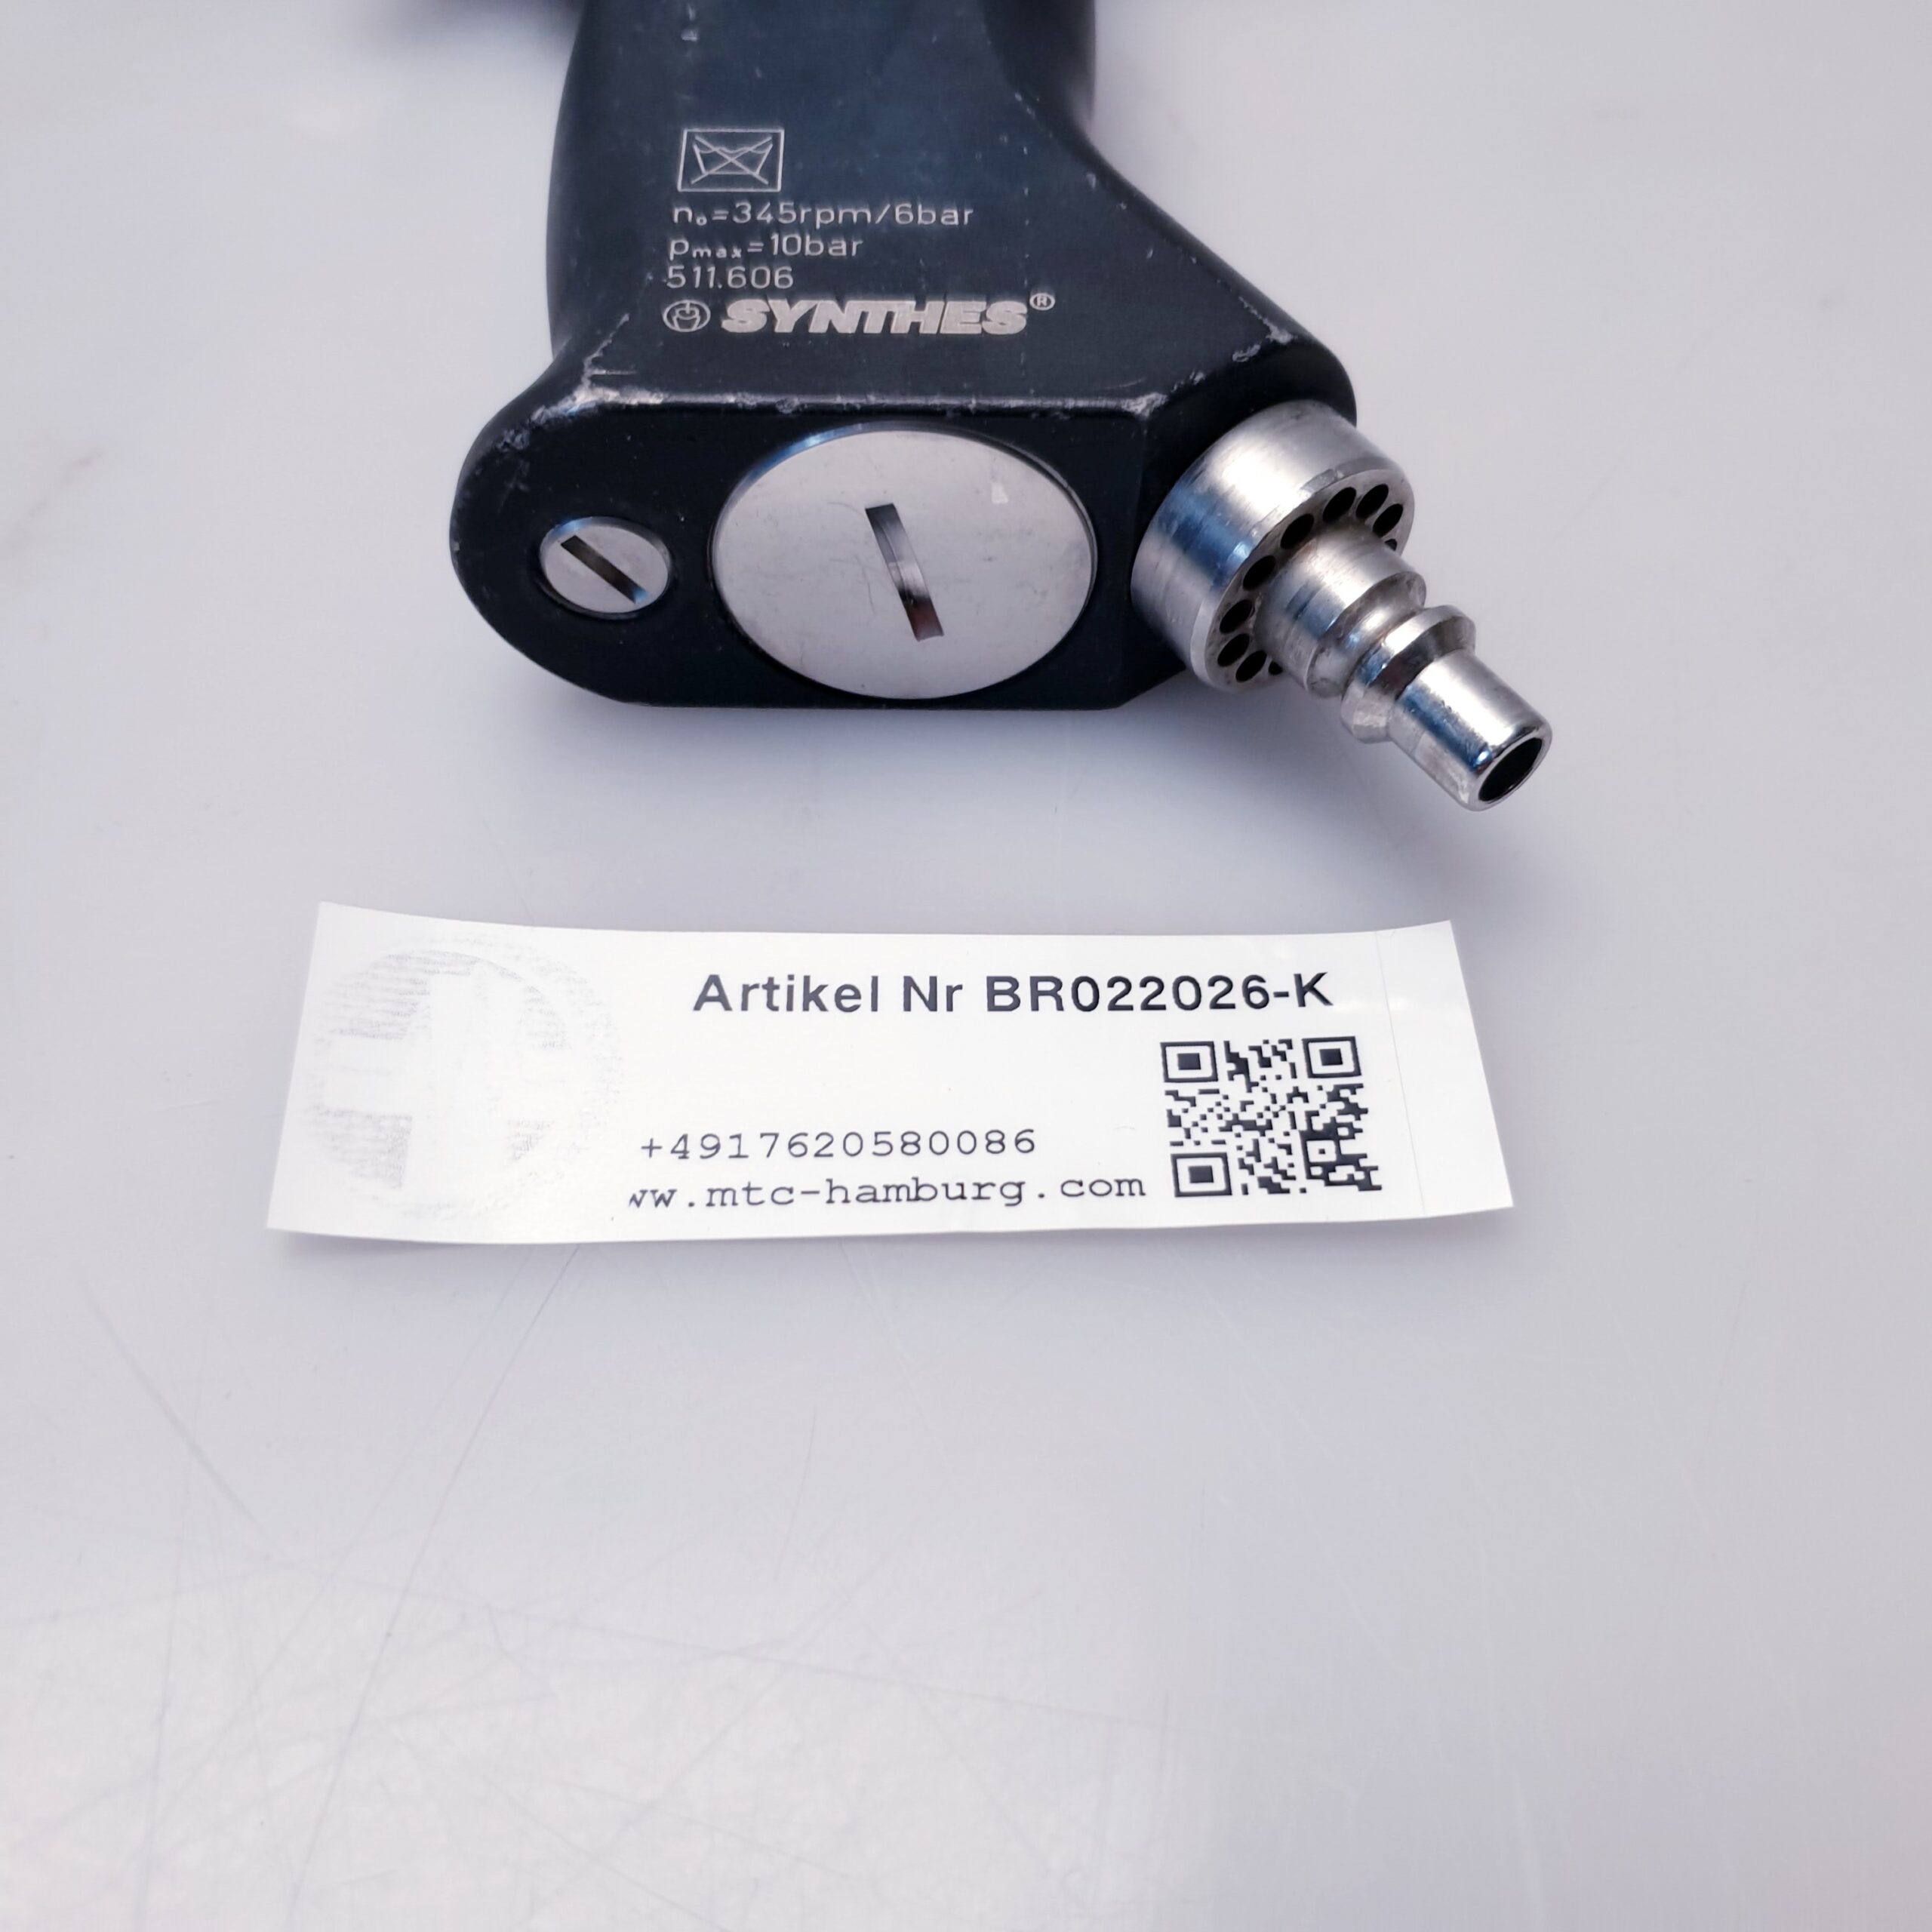 n₀=345rpm/6bar
pₘₐₓ=10bar
511.606
SYNTHES®
Artikel Nr BR022026-K
+4917620580086
ww.mtc-hamburg.com